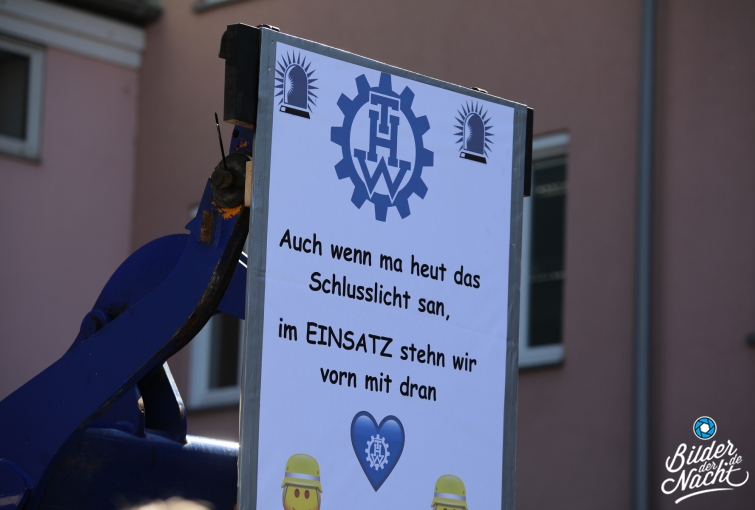 THW
Auch wenn ma heut das
Schlusslicht san,
im EINSATZ stehn wir
vorn mit dran
THW
Bilder
der
Nacht.de